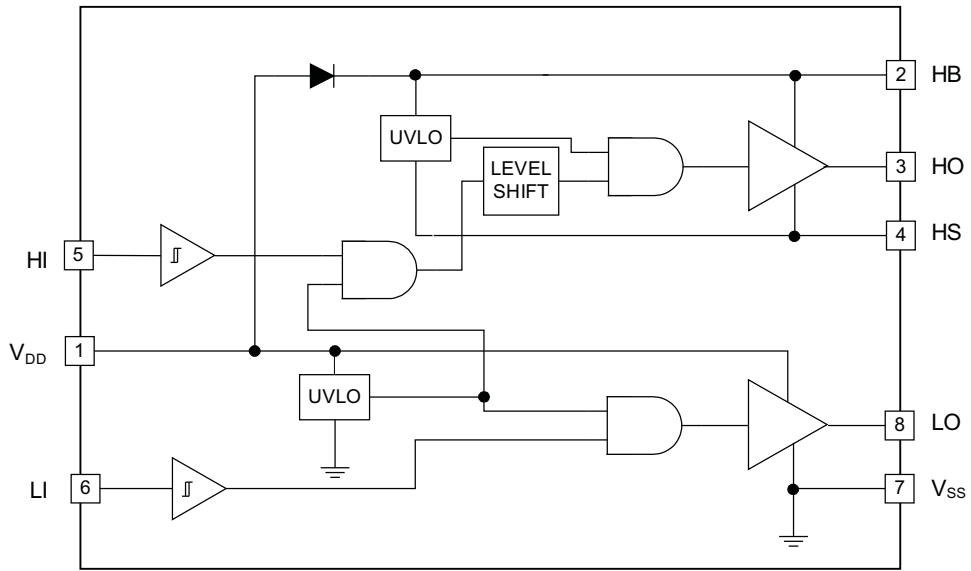 2 HB
UVLO
LEVEL
SHIFT
3 HO
4 HS
HI 5
VDD 1
UVLO
8 LO
LI 6
7 VSS